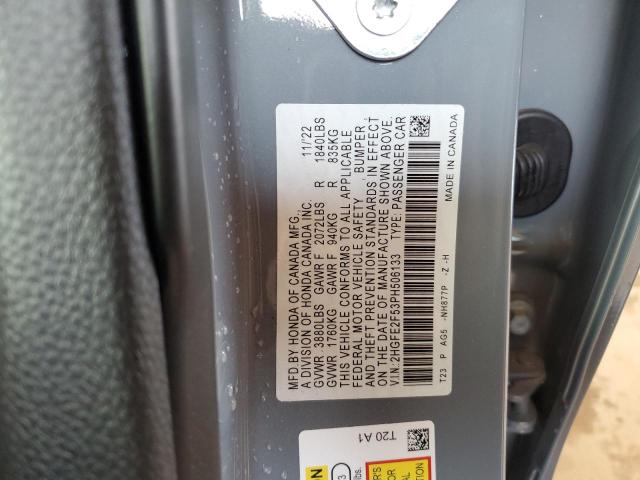 MFD.BY HONDA OF CANADA MFG., 11/22
A DIVISION OF HONDA CANADA INC.
GVWR 3880LBS GAWR F 2072LBS R 1840LBS
GVWR 1760KG GAWR F 940KG R 835KG
THIS VEHICLE CONFORMS TO ALL APPLICABLE
FEDERAL MOTOR VEHICLE SAFETY , BUMPER ,
AND THEFT PREVENTION STANDARDS IN EFFECT
ON THE DATE OF MANUFACTURE SHOWN ABOVE.
V.I.N.:2HGFE2F53PH506133 TYPE: PASSENGER CAR
T23 P AG5 -NH877P -Z -H
MADE IN CANADA
T20 A1